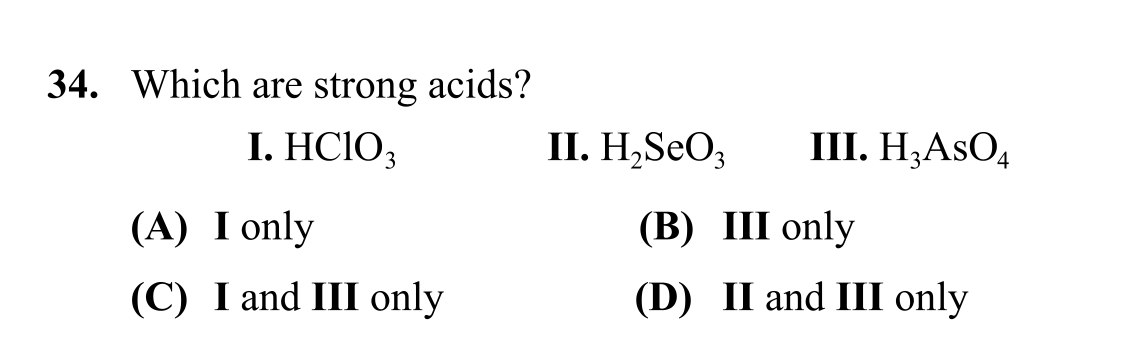 34. Which are strong acids?
I. HClO₃ II. H₂SeO₃ III. H₃AsO₄
(A) I only (B) III only
(C) I and III only (D) II and III only